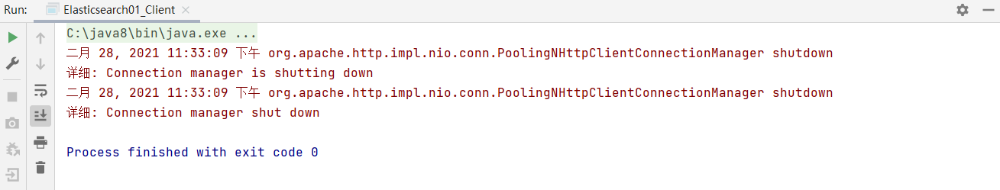 Run: Elasticsearch01_Client
C:\java8\bin\java.exe ...
二月 28, 2021 11:33:09 下午 org.apache.http.impl.nio.conn.PoolingNHttpClientConnectionManager shutdown
详细: Connection manager is shutting down
二月 28, 2021 11:33:09 下午 org.apache.http.impl.nio.conn.PoolingNHttpClientConnectionManager shutdown
详细: Connection manager shut down
Process finished with exit code 0